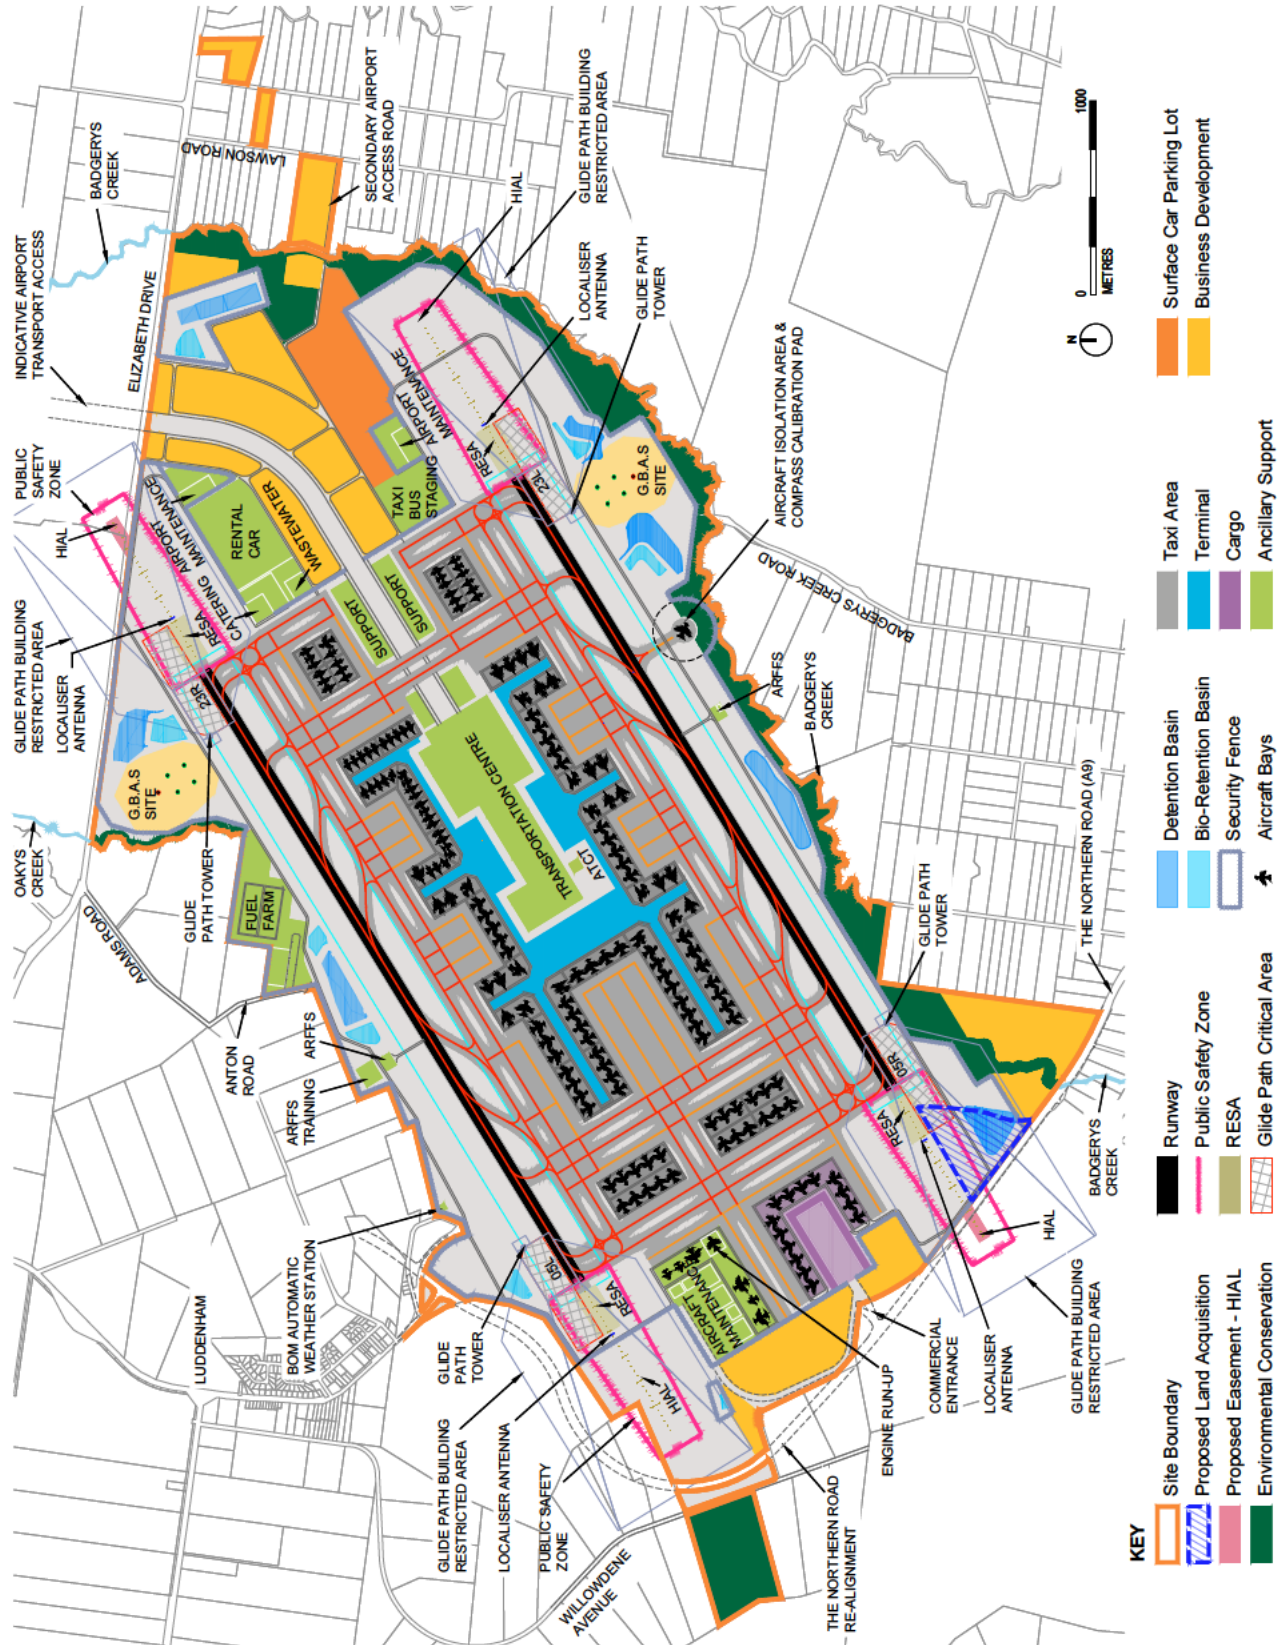 INDICATIVE AIRPORT
TRANSPORT ACCESS
BADGERYS
CREEK
LAWSON ROAD
SECONDARY AIRPORT
ACCESS ROAD
GLIDE PATH BUILDING
RESTRICTED AREA
HIAL
LOCALISER
ANTENNA
GLIDE PATH
TOWER
AIRCRAFT ISOLATION AREA &
COMPASS CALIBRATION PAD
ELIZABETH DRIVE
PUBLIC
SAFETY
ZONE
HIAL
GLIDE PATH BUILDING
RESTRICTED AREA
LOCALISER
ANTENNA
AIRPORT
MAINTENANCE
CATERING
RESA
23R
RENTAL
CAR
WASTEWATER
SUPPORT
SUPPORT
TAXI
BUS
STAGING
AIRPORT
MAINTENANCE
RESA
23L
G.B.A.S
SITE
G.B.A.S
SITE
OAKYS
CREEK
ADAMS ROAD
GLIDE
PATH TOWER
FUEL
FARM
ANTON
ROAD
ARFFS
ARFFS
TRAINING
TRANSPORTATION CENTRE
ATCT
BADGERYS CREEK ROAD
ARFFS
BADGERYS
CREEK
THE NORTHERN ROAD (A9)
GLIDE PATH
TOWER
05R
RESA
BADGERYS
CREEK
HIAL
GLIDE PATH BUILDING
RESTRICTED AREA
LOCALISER
ANTENNA
COMMERCIAL
ENTRANCE
ENGINE RUN-UP
AIRCRAFT
MAINTENANCE
LUDDENHAM
BOM AUTOMATIC
WEATHER STATION
GLIDE
PATH
TOWER
05L
RESA
HIAL
GLIDE PATH BUILDING
RESTRICTED AREA
LOCALISER ANTENNA
PUBLIC SAFETY
ZONE
WILLOWDENE
AVENUE
THE NORTHERN ROAD
RE-ALIGNMENT
N
0
1000
METRES
KEY
Site Boundary
Proposed Land Acquisition
Proposed Easement - HIAL
Environmental Conservation
Runway
Public Safety Zone
RESA
Glide Path Critical Area
Detention Basin
Bio-Retention Basin
Security Fence
Aircraft Bays
Taxi Area
Terminal
Cargo
Ancillary Support
Surface Car Parking Lot
Business Development